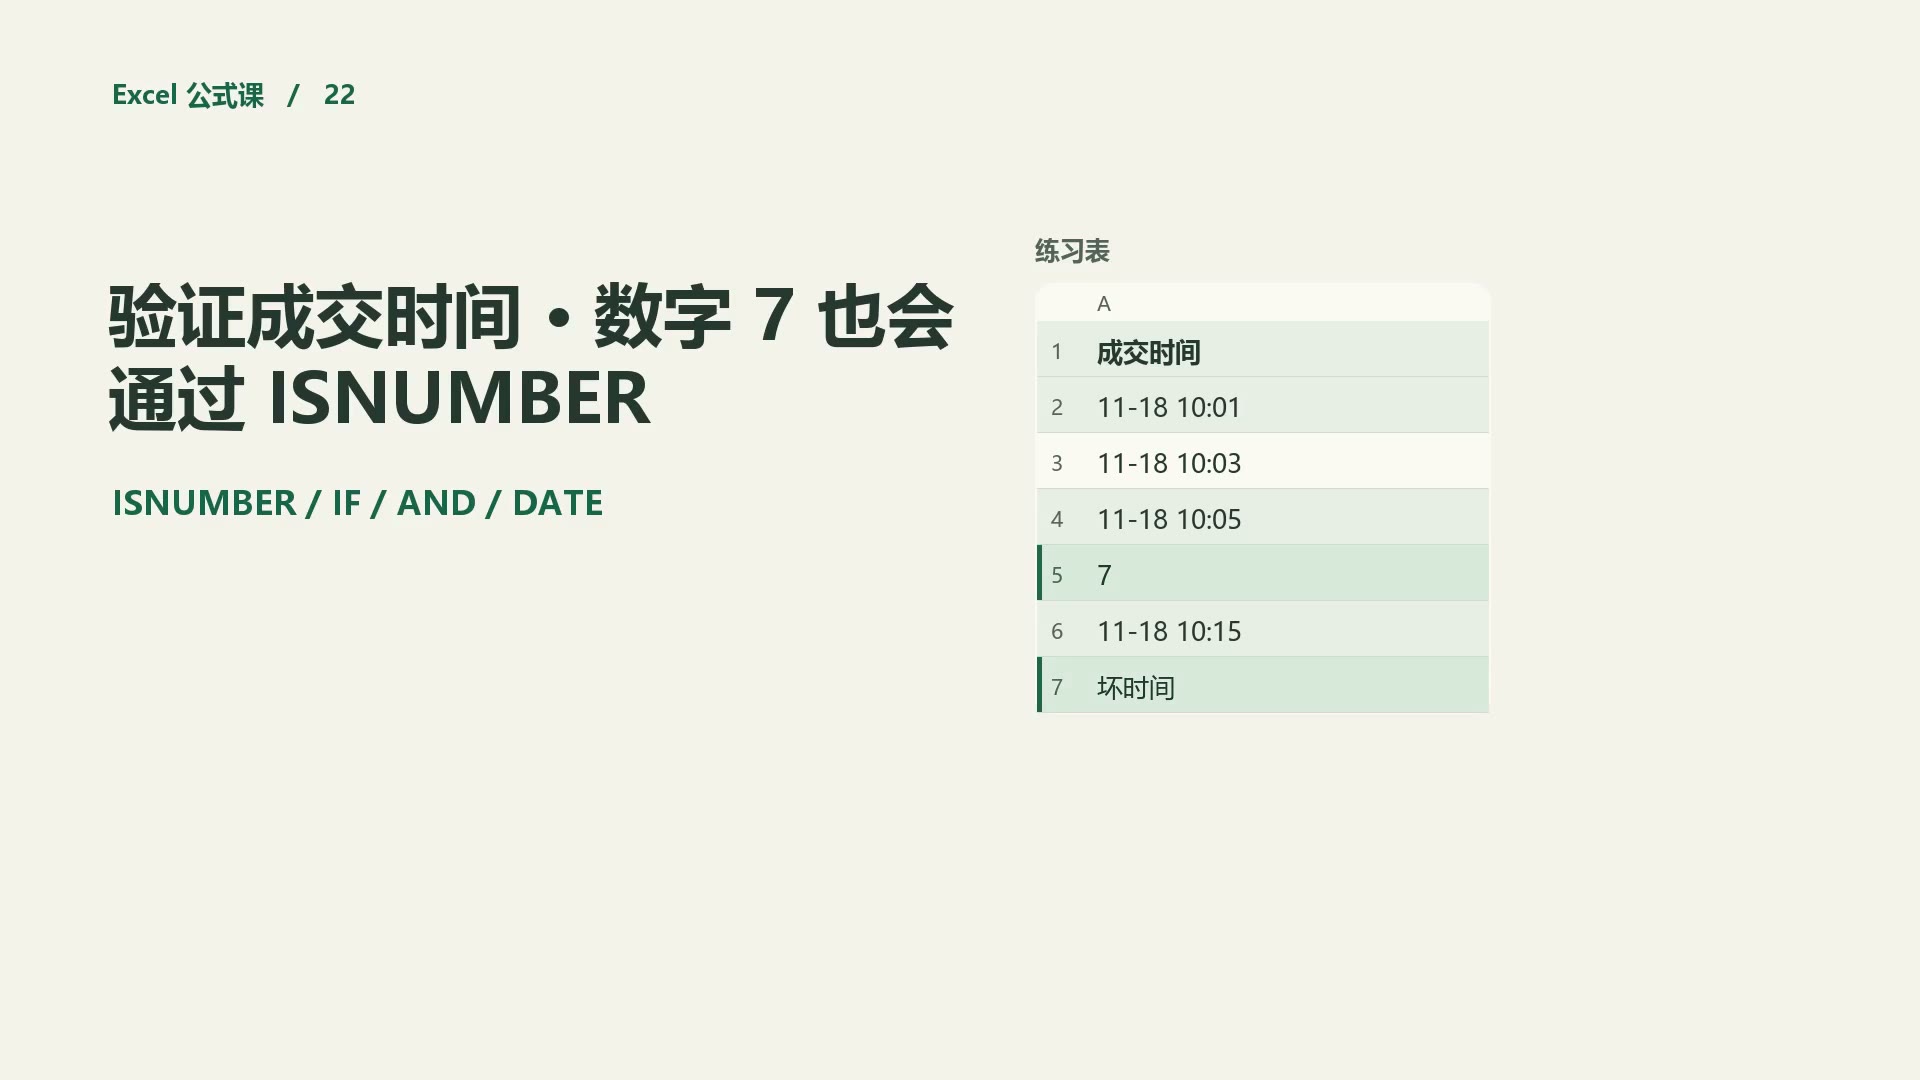 Excel 公式课 / 22
验证成交时间·数字 7 也会
通过 ISNUMBER
ISNUMBER / IF / AND / DATE
练习表
A
1 成交时间
2 11-18 10:01
3 11-18 10:03
4 11-18 10:05
5 7
6 11-18 10:15
7 坏时间